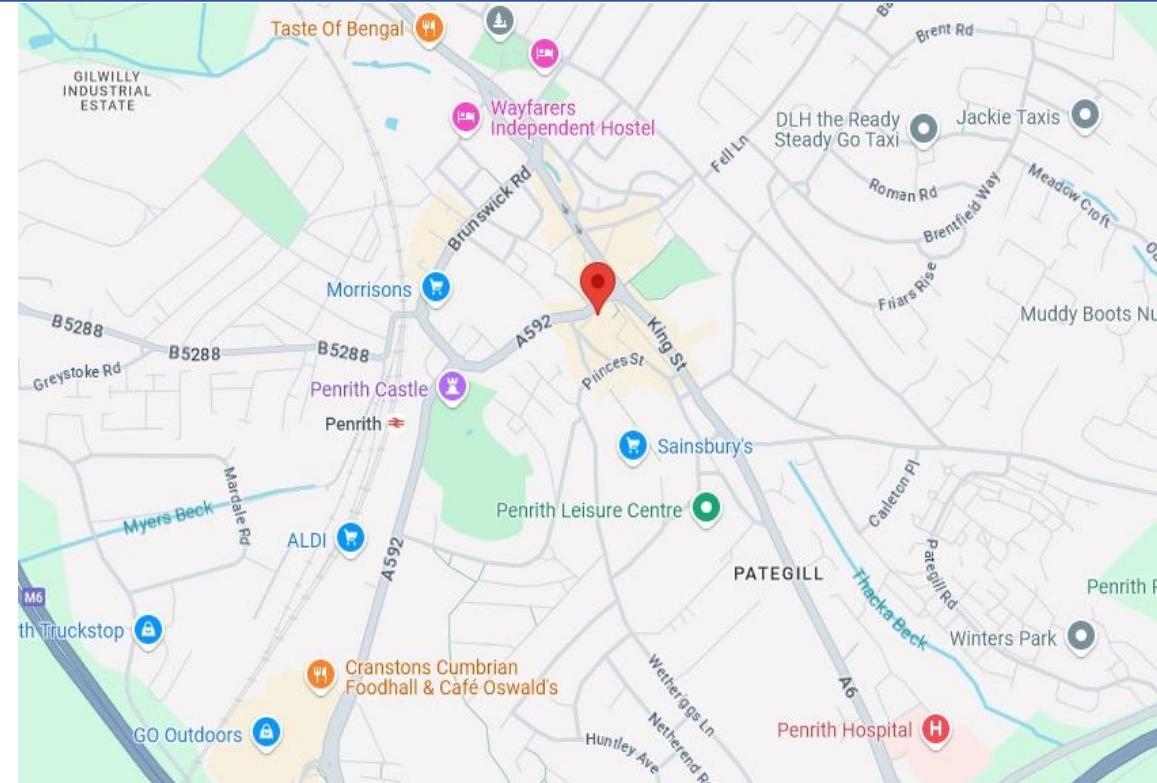 Taste Of Bengal
GILWILLY
INDUSTRIAL
ESTATE
Wayfarers
Independent Hostel
Brent Rd
DLH the Ready
Steady Go Taxi
Jackie Taxis
Fell Ln
Roman Rd
Meadow Croft
Brentfield Way
Brunswick Rd
Friars Rise
Morrisons
Muddy Boots Nu
B5288
B5288
B5288
A592
King St
Greystoke Rd
Princes St
Penrith Castle
Penrith
Sainsbury's
Mardale Rd
Carleton Pl
Myers Beck
Penrith Leisure Centre
ALDI
A592
PATEGILL
Pategill Rd
Thacka Beck
M6
Penrith
th Truckstop
Winters Park
Cranstons Cumbrian
Foodhall & Café Oswald's
Wetheriggs Ln
A6
GO Outdoors
Netherend R
Huntley Ave
Penrith Hospital